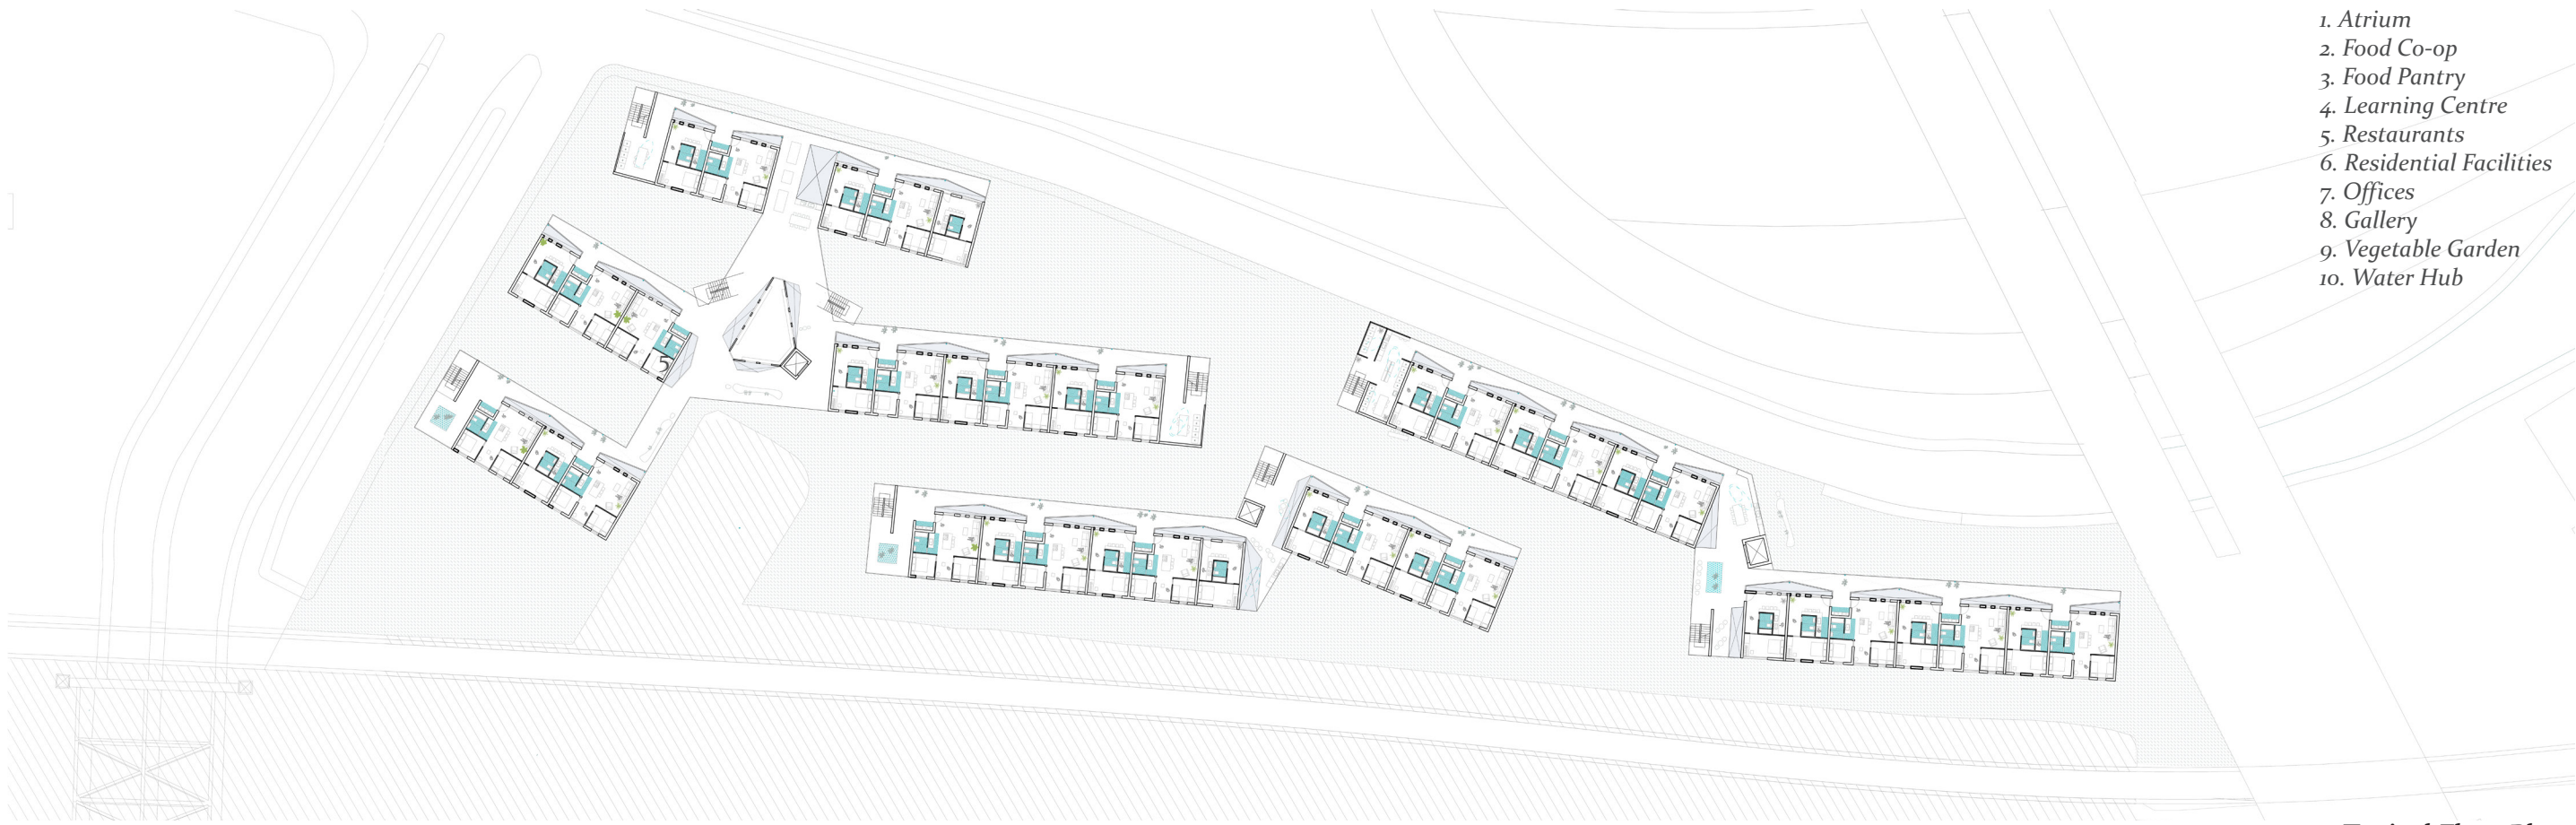 1. Atrium
2. Food Co-op
3. Food Pantry
4. Learning Centre
5. Restaurants
6. Residential Facilities
7. Offices
8. Gallery
9. Vegetable Garden
10. Water Hub
5